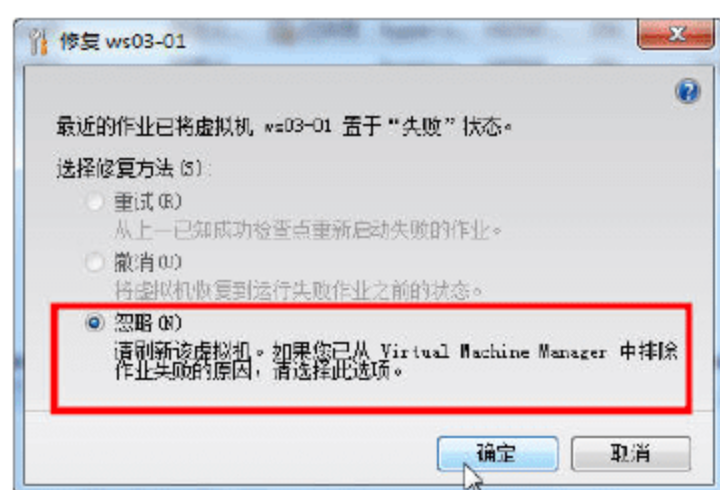 修复 ws03-01
最近的作业已将虚拟机 ws03-01 置于“失败”状态。
选择修复方法(S):
重试(R)
从上一已知成功检查点重新启动失败的作业。
撤消(U)
将虚拟机恢复到运行失败作业之前的状态。
忽略(N)
请刷新该虚拟机。如果您已从 Virtual Machine Manager 中排除
作业失败的原因，请选择此选项。
确定
取消